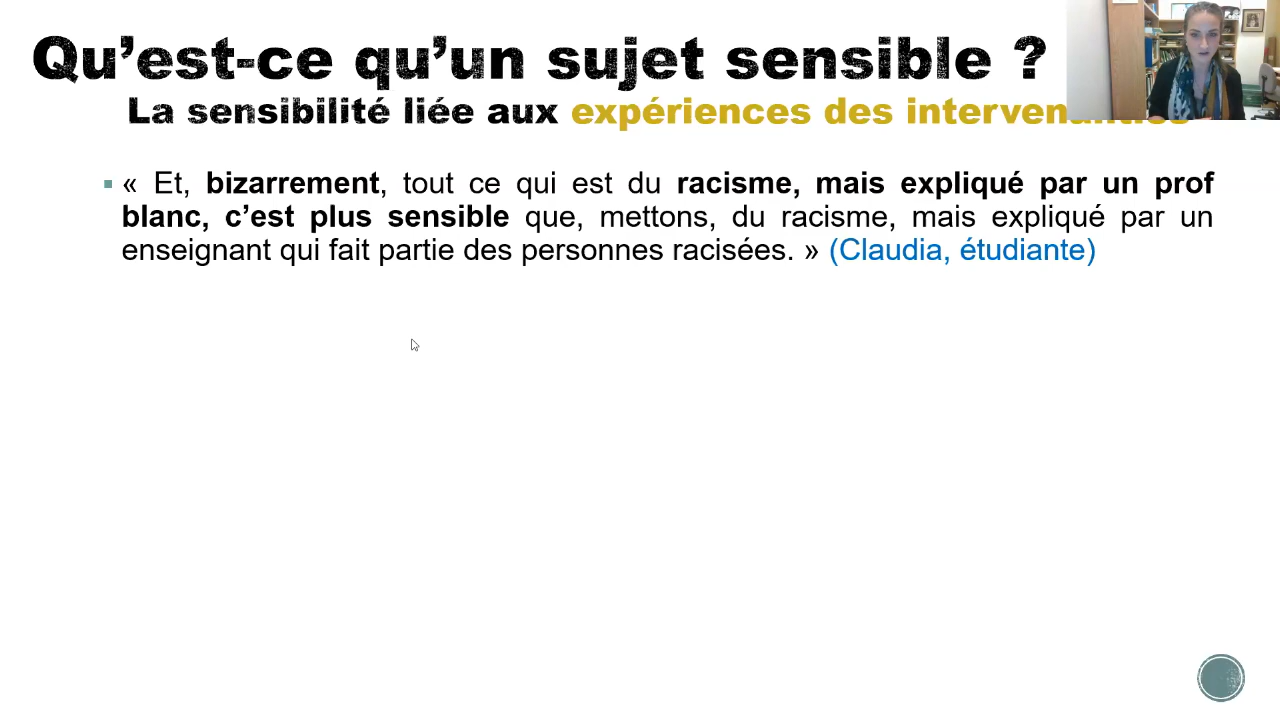 Qu’est-ce qu’un sujet sensible ?
La sensibilité liée aux expériences des
« Et, bizarrement, tout ce qui est du racisme, mais expliqué par un prof
blanc, c’est plus sensible que, mettons, du racisme, mais expliqué par un
enseignant qui fait partie des personnes racisées. » (Claudia, étudiante)